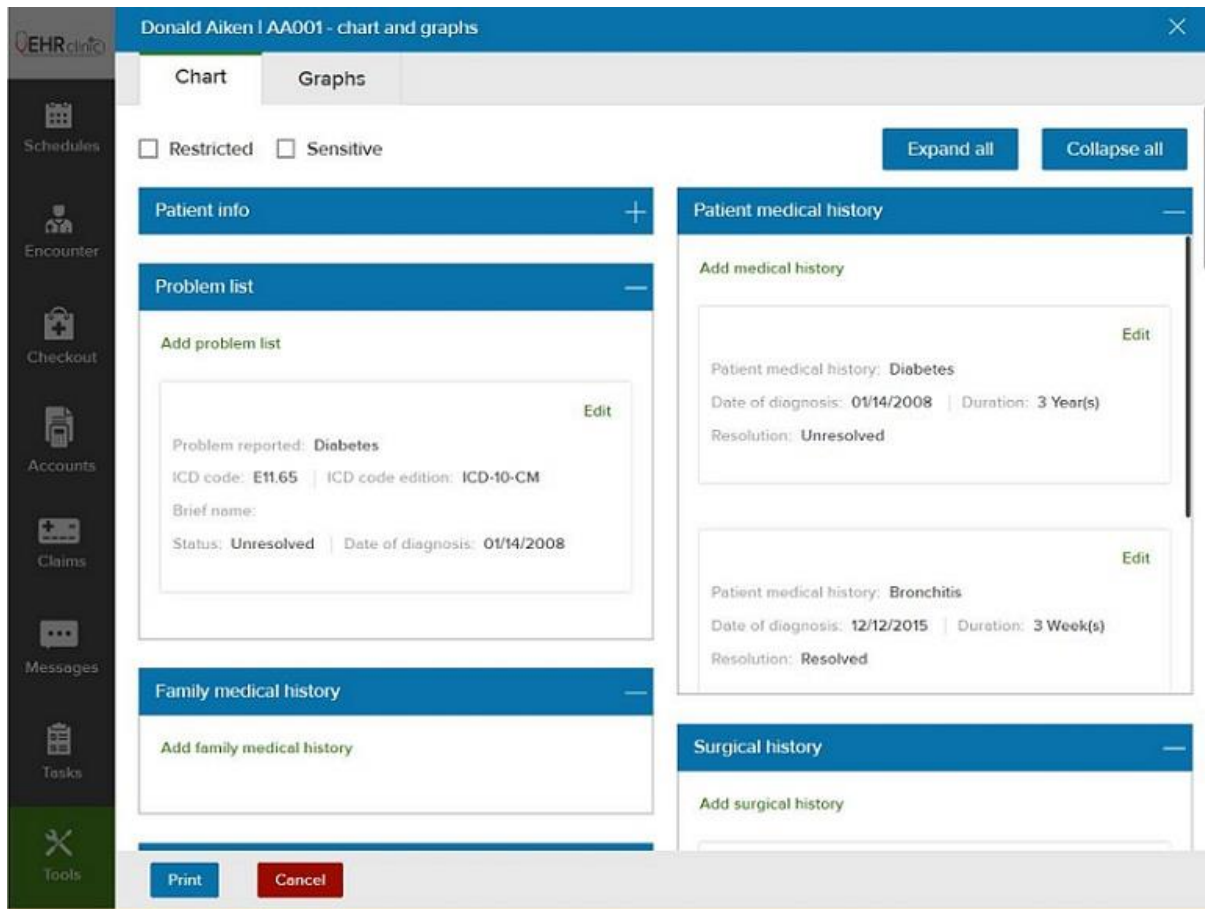 EHR clinic
Schedules
Encounter
Checkout
Accounts
Claims
Messages
Tasks
Tools
Donald Aiken | AA001 - chart and graphs
Chart
Graphs
Restricted
Sensitive
Expand all
Collapse all
Patient info
Problem list
Add problem list
Edit
Problem reported: Diabetes
ICD code: E11.65 | ICD code edition: ICD-10-CM
Brief name:
Status: Unresolved | Date of diagnosis: 01/14/2008
Family medical history
Add family medical history
Patient medical history
Add medical history
Edit
Patient medical history: Diabetes
Date of diagnosis: 01/14/2008 | Duration: 3 Year(s)
Resolution: Unresolved
Edit
Patient medical history: Bronchitis
Date of diagnosis: 12/12/2015 | Duration: 3 Week(s)
Resolution: Resolved
Surgical history
Add surgical history
Print
Cancel